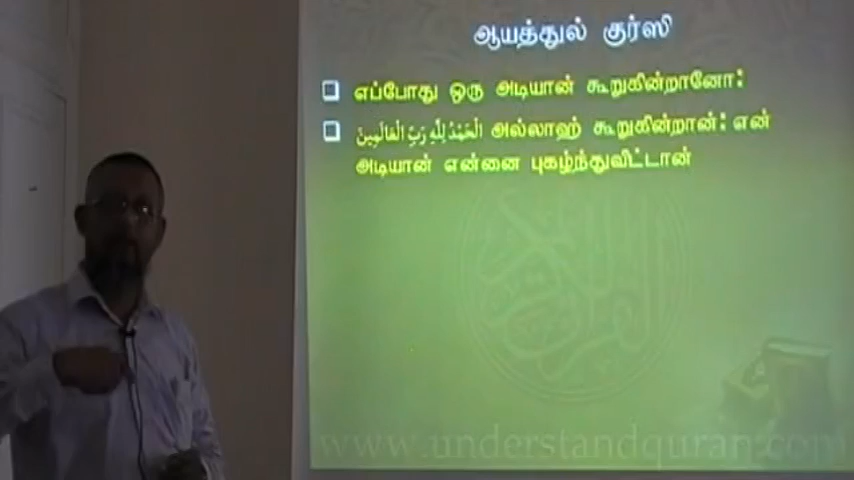 ஆயத்துல் குர்ஸி
எப்போது ஒரு அடியான் கூறுகின்றானோ:
الْحَمْدُ لِلَّهِ رَبِّ الْعَالَمِينَ அல்லாஹ் கூறுகின்றான்: என்
அடியான் என்னை புகழ்ந்துவிட்டான்
www.understandquran.com